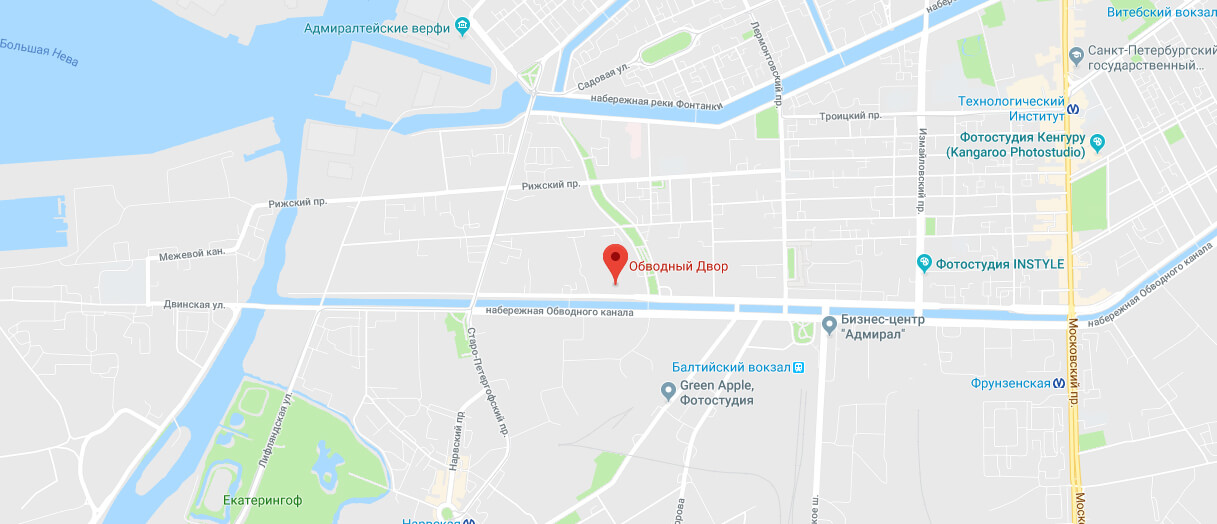 Витебский вокзал
Адмиралтейские верфи
Большая Нева
Лермонтовский пр.
Санкт-Петербургский
государственный...
Садовая ул.
набережная реки Фонтанки
Технологический
Институт
Троицкий пр.
Фотостудия Кенгуру
(Kangaroo Photostudio)
Измайловский пр.
Рижский пр.
Рижский пр.
Межевой кан.
Обводный Двор
Фотостудия INSTYLE
набережная Обводного канала
Двинская ул.
набережная Обводного канала
Бизнес-центр
"Адмирал"
Старо-Петергофский пр.
Московский пр.
Балтийский вокзал
Фрунзенская
Green Apple,
Фотостудия
Лифляндская ул.
Нарвский пр
Екатерингоф
Нарвская
рова
кое ш.
Моск